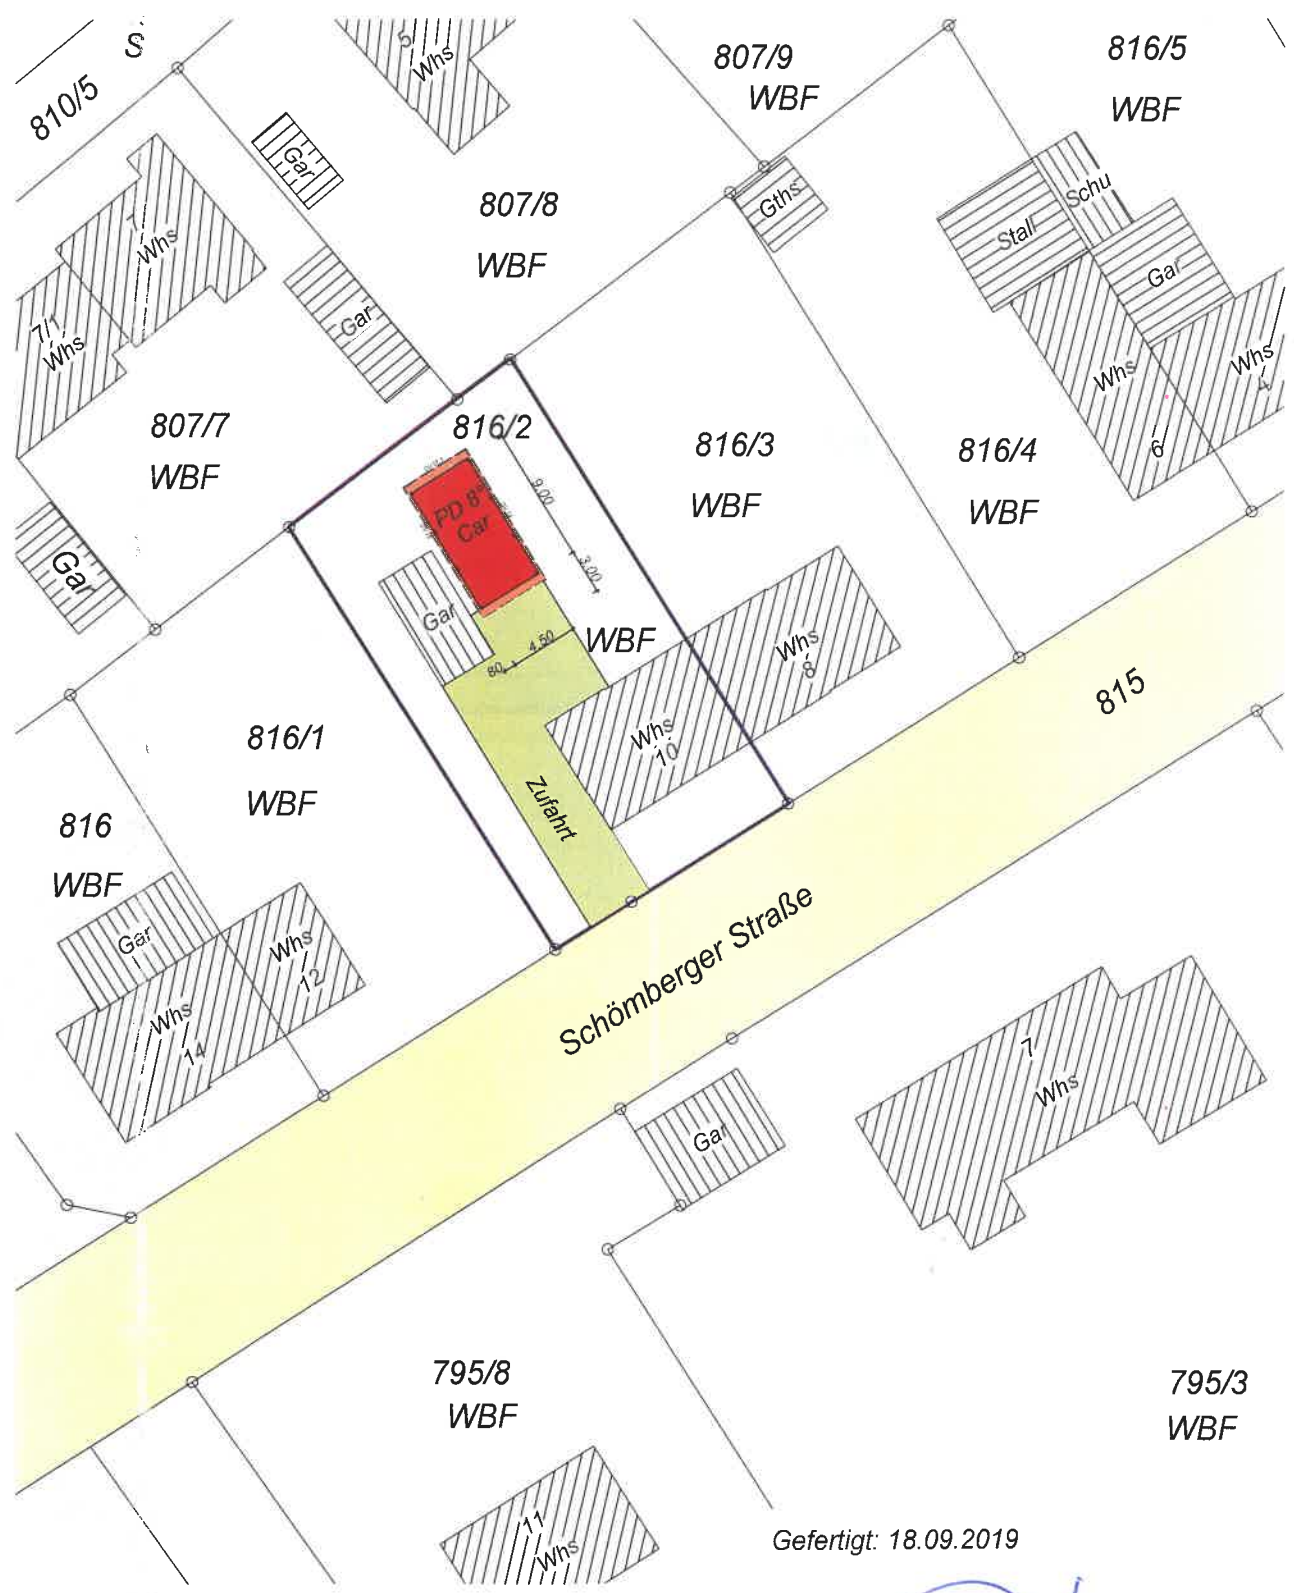 S
5
Whs
807/9
WBF
816/5
WBF
810/5
Gar
807/8
WBF
Gths
Schu
Stall
Gar
Whs
7/1
Whs
Gar
Whs
4
Whs
6
807/7
WBF
816/2
816/3
WBF
816/4
WBF
9.00
PD 8°
Car
3.00
Gar
Gar
4.50
80
WBF
Whs
8
815
816/1
WBF
Whs
10
Zufahrt
816
WBF
Gar
Whs
12
Whs
14
Schömberger Straße
7
Whs
Gar
795/8
WBF
795/3
WBF
11
Whs
Gefertigt: 18.09.2019